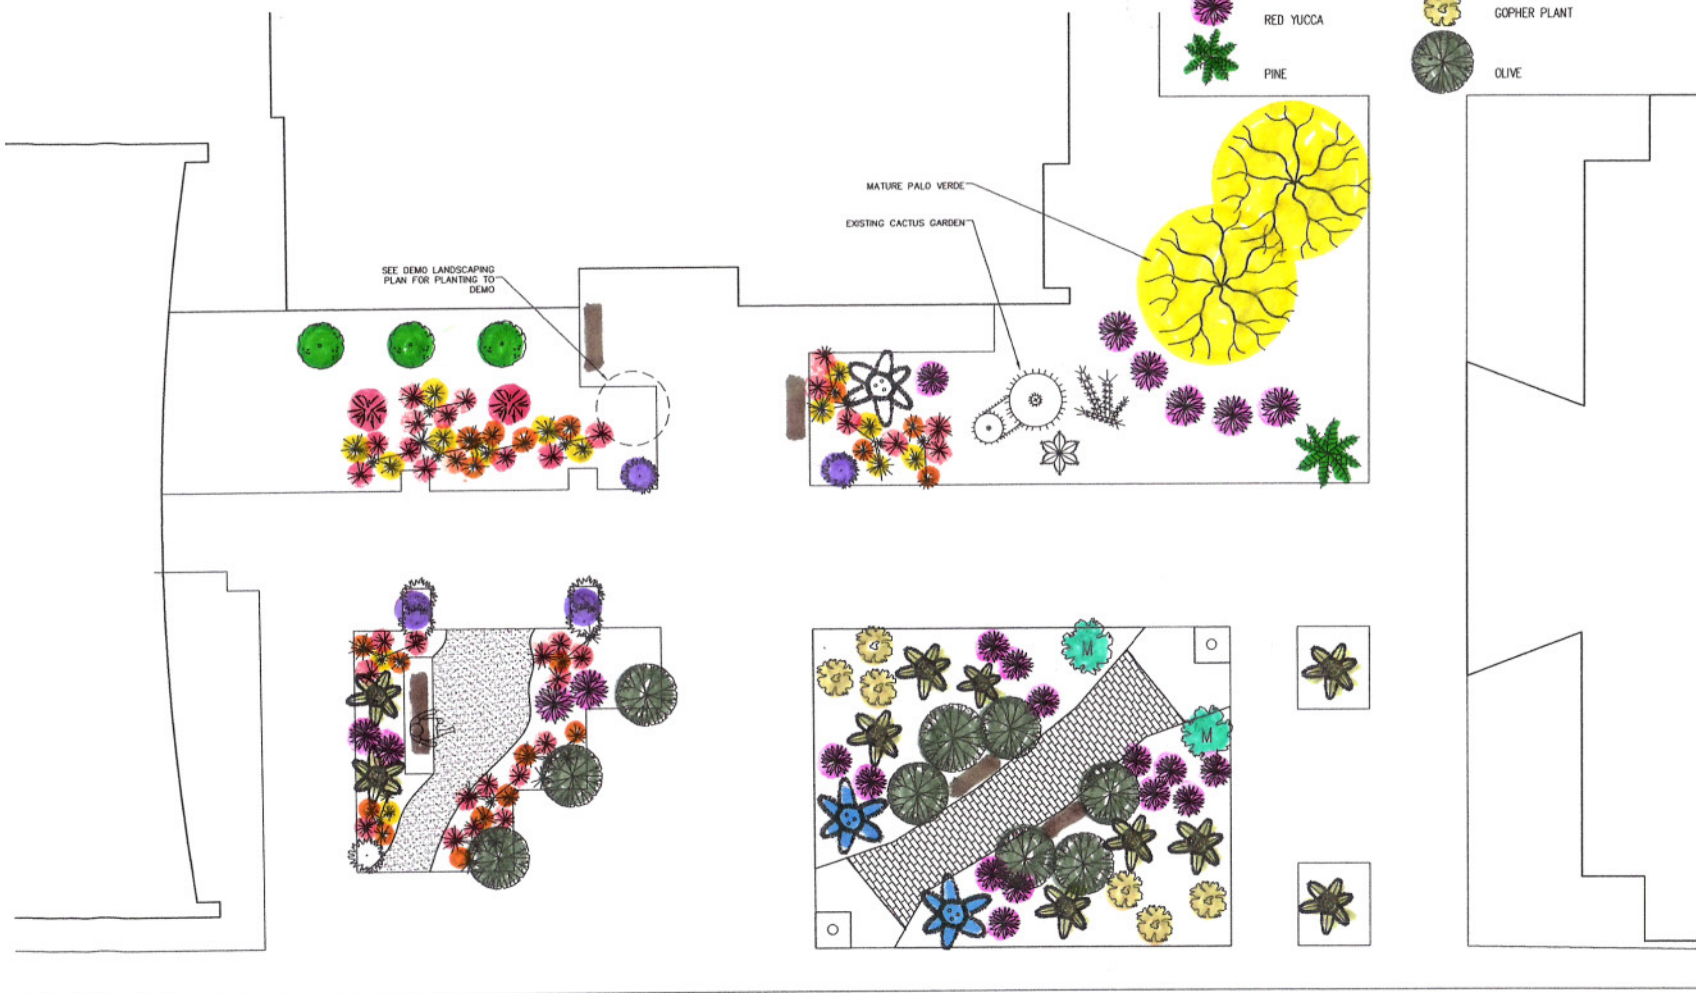 RED YUCCA
GOPHER PLANT
PINE
OLIVE
MATURE PALO VERDE
EXISTING CACTUS GARDEN
SEE DEMO LANDSCAPING
PLAN FOR PLANTING TO
DEMO
M
M